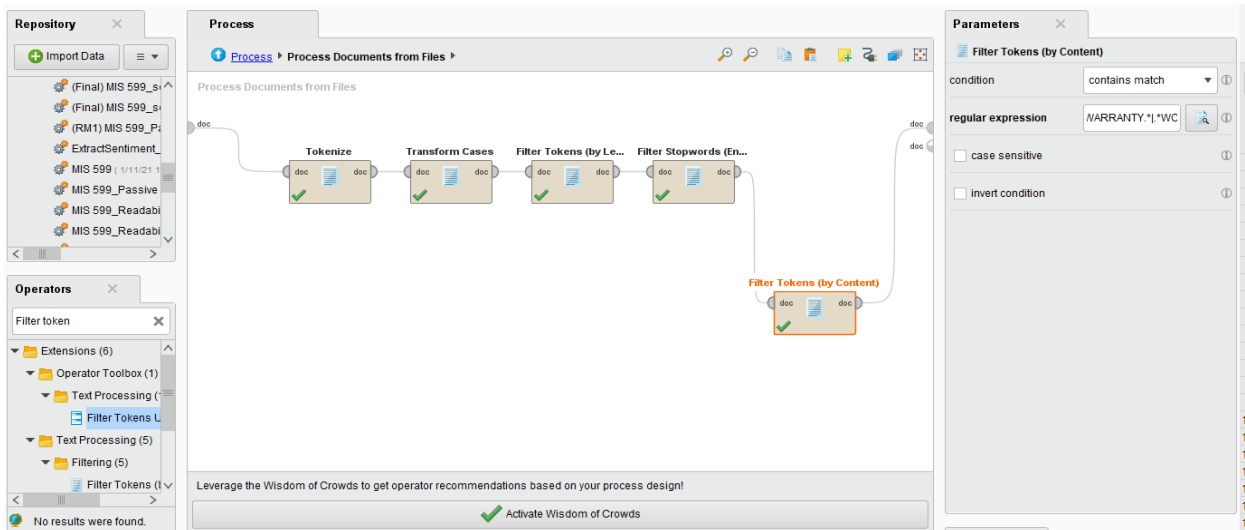 Repository
Import Data
(Final) MIS 599_s
(Final) MIS 599_s
(RM1) MIS 599_Pa
ExtractSentiment_
MIS 599 ( 1/11/21 1
MIS 599_Passive
MIS 599_Readabi
MIS 599_Readabi
Operators
Filter token
Extensions (6)
Operator Toolbox (1)
Text Processing (
Filter Tokens U
Text Processing (5)
Filtering (5)
Filter Tokens (
No results were found.
Process
Process Process Documents from Files
Process Documents from Files
doc
doc
doc
Tokenize
doc doc
Transform Cases
doc doc
Filter Tokens (by Le...
doc doc
Filter Stopwords (En...
doc doc
Filter Tokens (by Content)
doc doc
Leverage the Wisdom of Crowds to get operator recommendations based on your process design!
Activate Wisdom of Crowds
Parameters
Filter Tokens (by Content)
condition contains match
regular expression WARRANTY.*|.*WC
case sensitive
invert condition